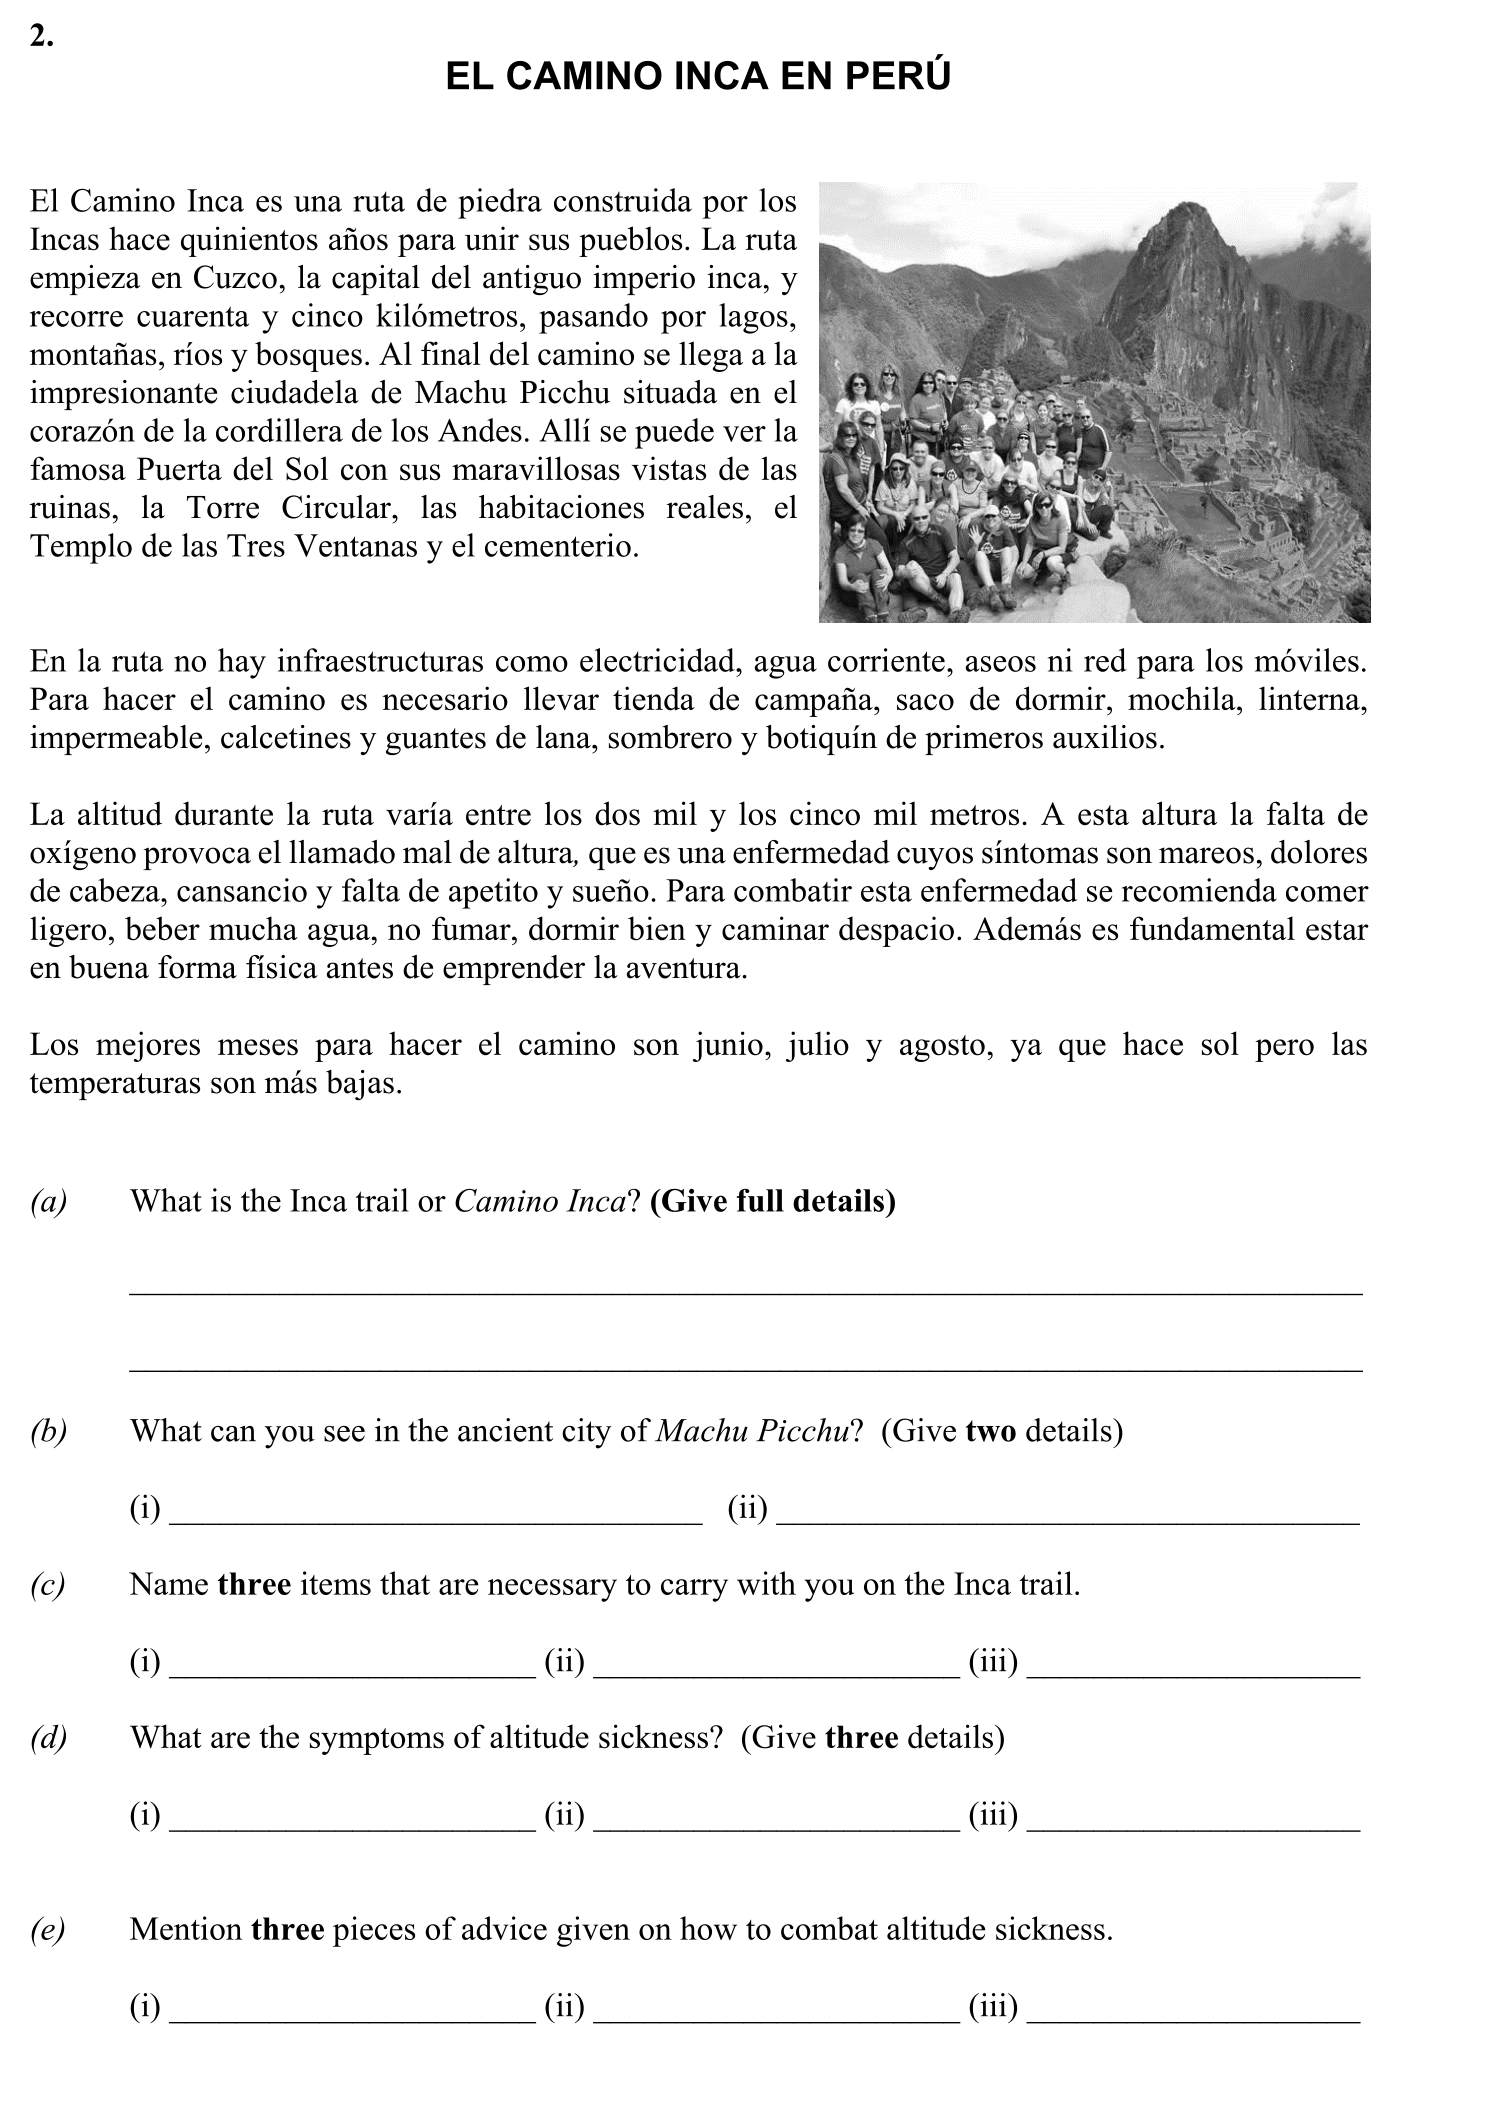 2.
EL CAMINO INCA EN PERÚ
El Camino Inca es una ruta de piedra construida por los
Incas hace quinientos años para unir sus pueblos. La ruta
empieza en Cuzco, la capital del antiguo imperio inca, y
recorre cuarenta y cinco kilómetros, pasando por lagos,
montañas, ríos y bosques. Al final del camino se llega a la
impresionante ciudadela de Machu Picchu situada en el
corazón de la cordillera de los Andes. Allí se puede ver la
famosa Puerta del Sol con sus maravillosas vistas de las
ruinas, la Torre Circular, las habitaciones reales, el
Templo de las Tres Ventanas y el cementerio.
En la ruta no hay infraestructuras como electricidad, agua corriente, aseos ni red para los móviles.
Para hacer el camino es necesario llevar tienda de campaña, saco de dormir, mochila, linterna,
impermeable, calcetines y guantes de lana, sombrero y botiquín de primeros auxilios.
La altitud durante la ruta varía entre los dos mil y los cinco mil metros. A esta altura la falta de
oxígeno provoca el llamado mal de altura, que es una enfermedad cuyos síntomas son mareos, dolores
de cabeza, cansancio y falta de apetito y sueño. Para combatir esta enfermedad se recomienda comer
ligero, beber mucha agua, no fumar, dormir bien y caminar despacio. Además es fundamental estar
en buena forma física antes de emprender la aventura.
Los mejores meses para hacer el camino son junio, julio y agosto, ya que hace sol pero las
temperaturas son más bajas.
(a) What is the Inca trail or Camino Inca? (Give full details)
(b) What can you see in the ancient city of Machu Picchu? (Give two details)
(i) ______________________________ (ii) ______________________________
(c) Name three items that are necessary to carry with you on the Inca trail.
(i) ____________________ (ii) ____________________ (iii) ____________________
(d) What are the symptoms of altitude sickness? (Give three details)
(i) ____________________ (ii) ____________________ (iii) ____________________
(e) Mention three pieces of advice given on how to combat altitude sickness.
(i) ____________________ (ii) ____________________ (iii) ____________________